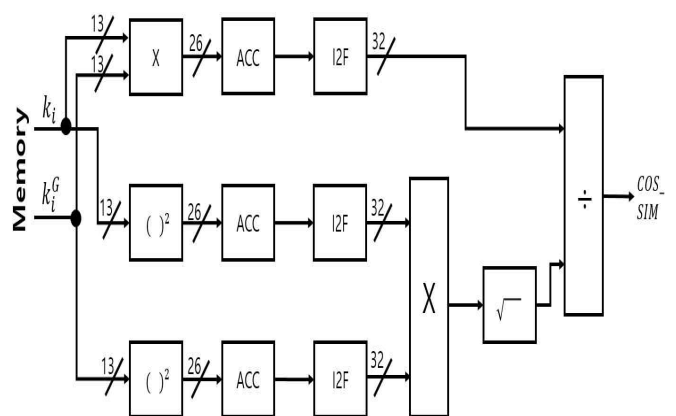 13
13
X
26
ACC
I2F
32
Memory
k_i
k_i^G
13
( )²
26
ACC
I2F
32
X
√
÷
COS_
SIM
13
( )²
26
ACC
I2F
32